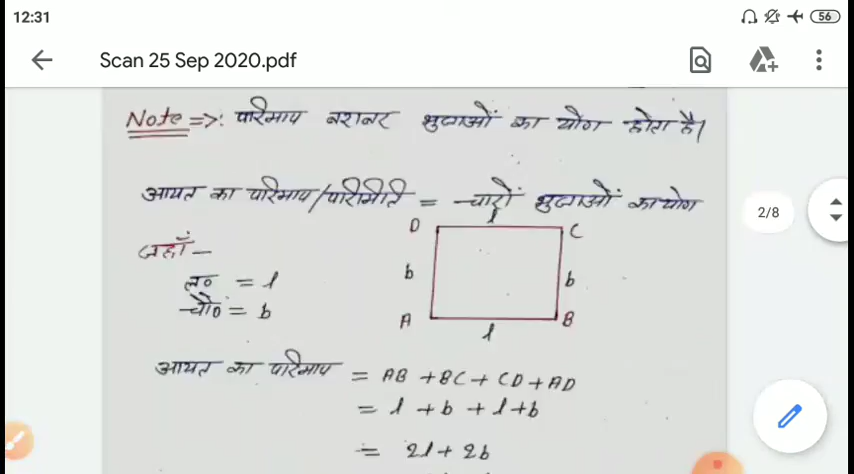 12:31
56
Scan 25 Sep 2020.pdf
Note =>: परिमाप बराबर भुजाओं का योग होता है।
आयत का परिमाप/परिमीति = चारों भुजाओं का योग
2/8
जहाँ -
ल० = l
चौ० = b
D l C
b b
A l B
आयत का परिमाप = AB + BC + CD + AD
= l + b + l + b
= 2l + 2b